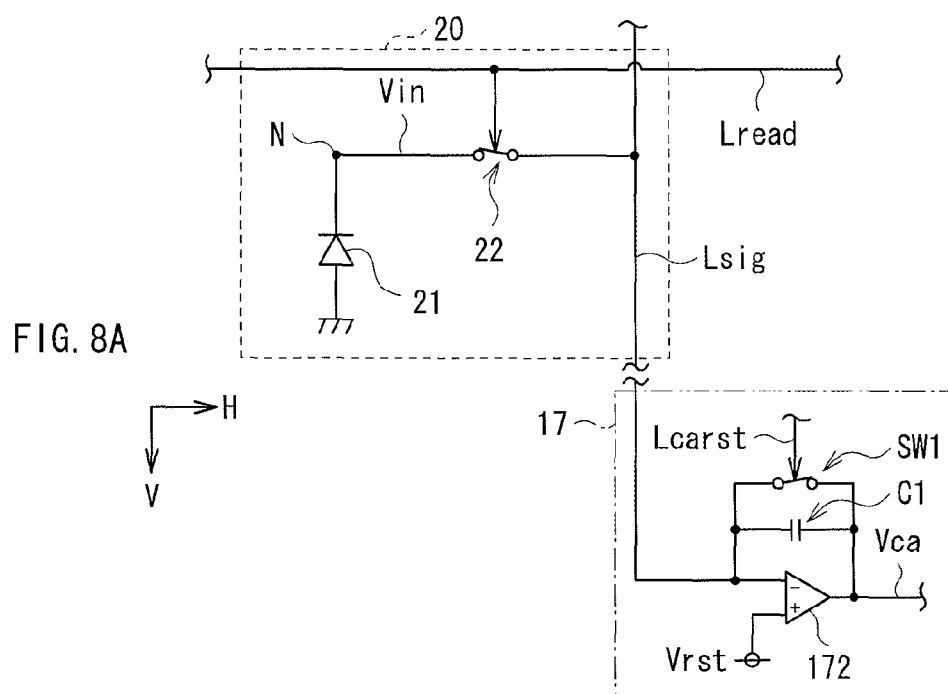 20
Vin
Lread
N
22
21
Lsig
FIG. 8A
H
V
17
Lcarst
SW1
C1
Vca
−
+
Vrst
172